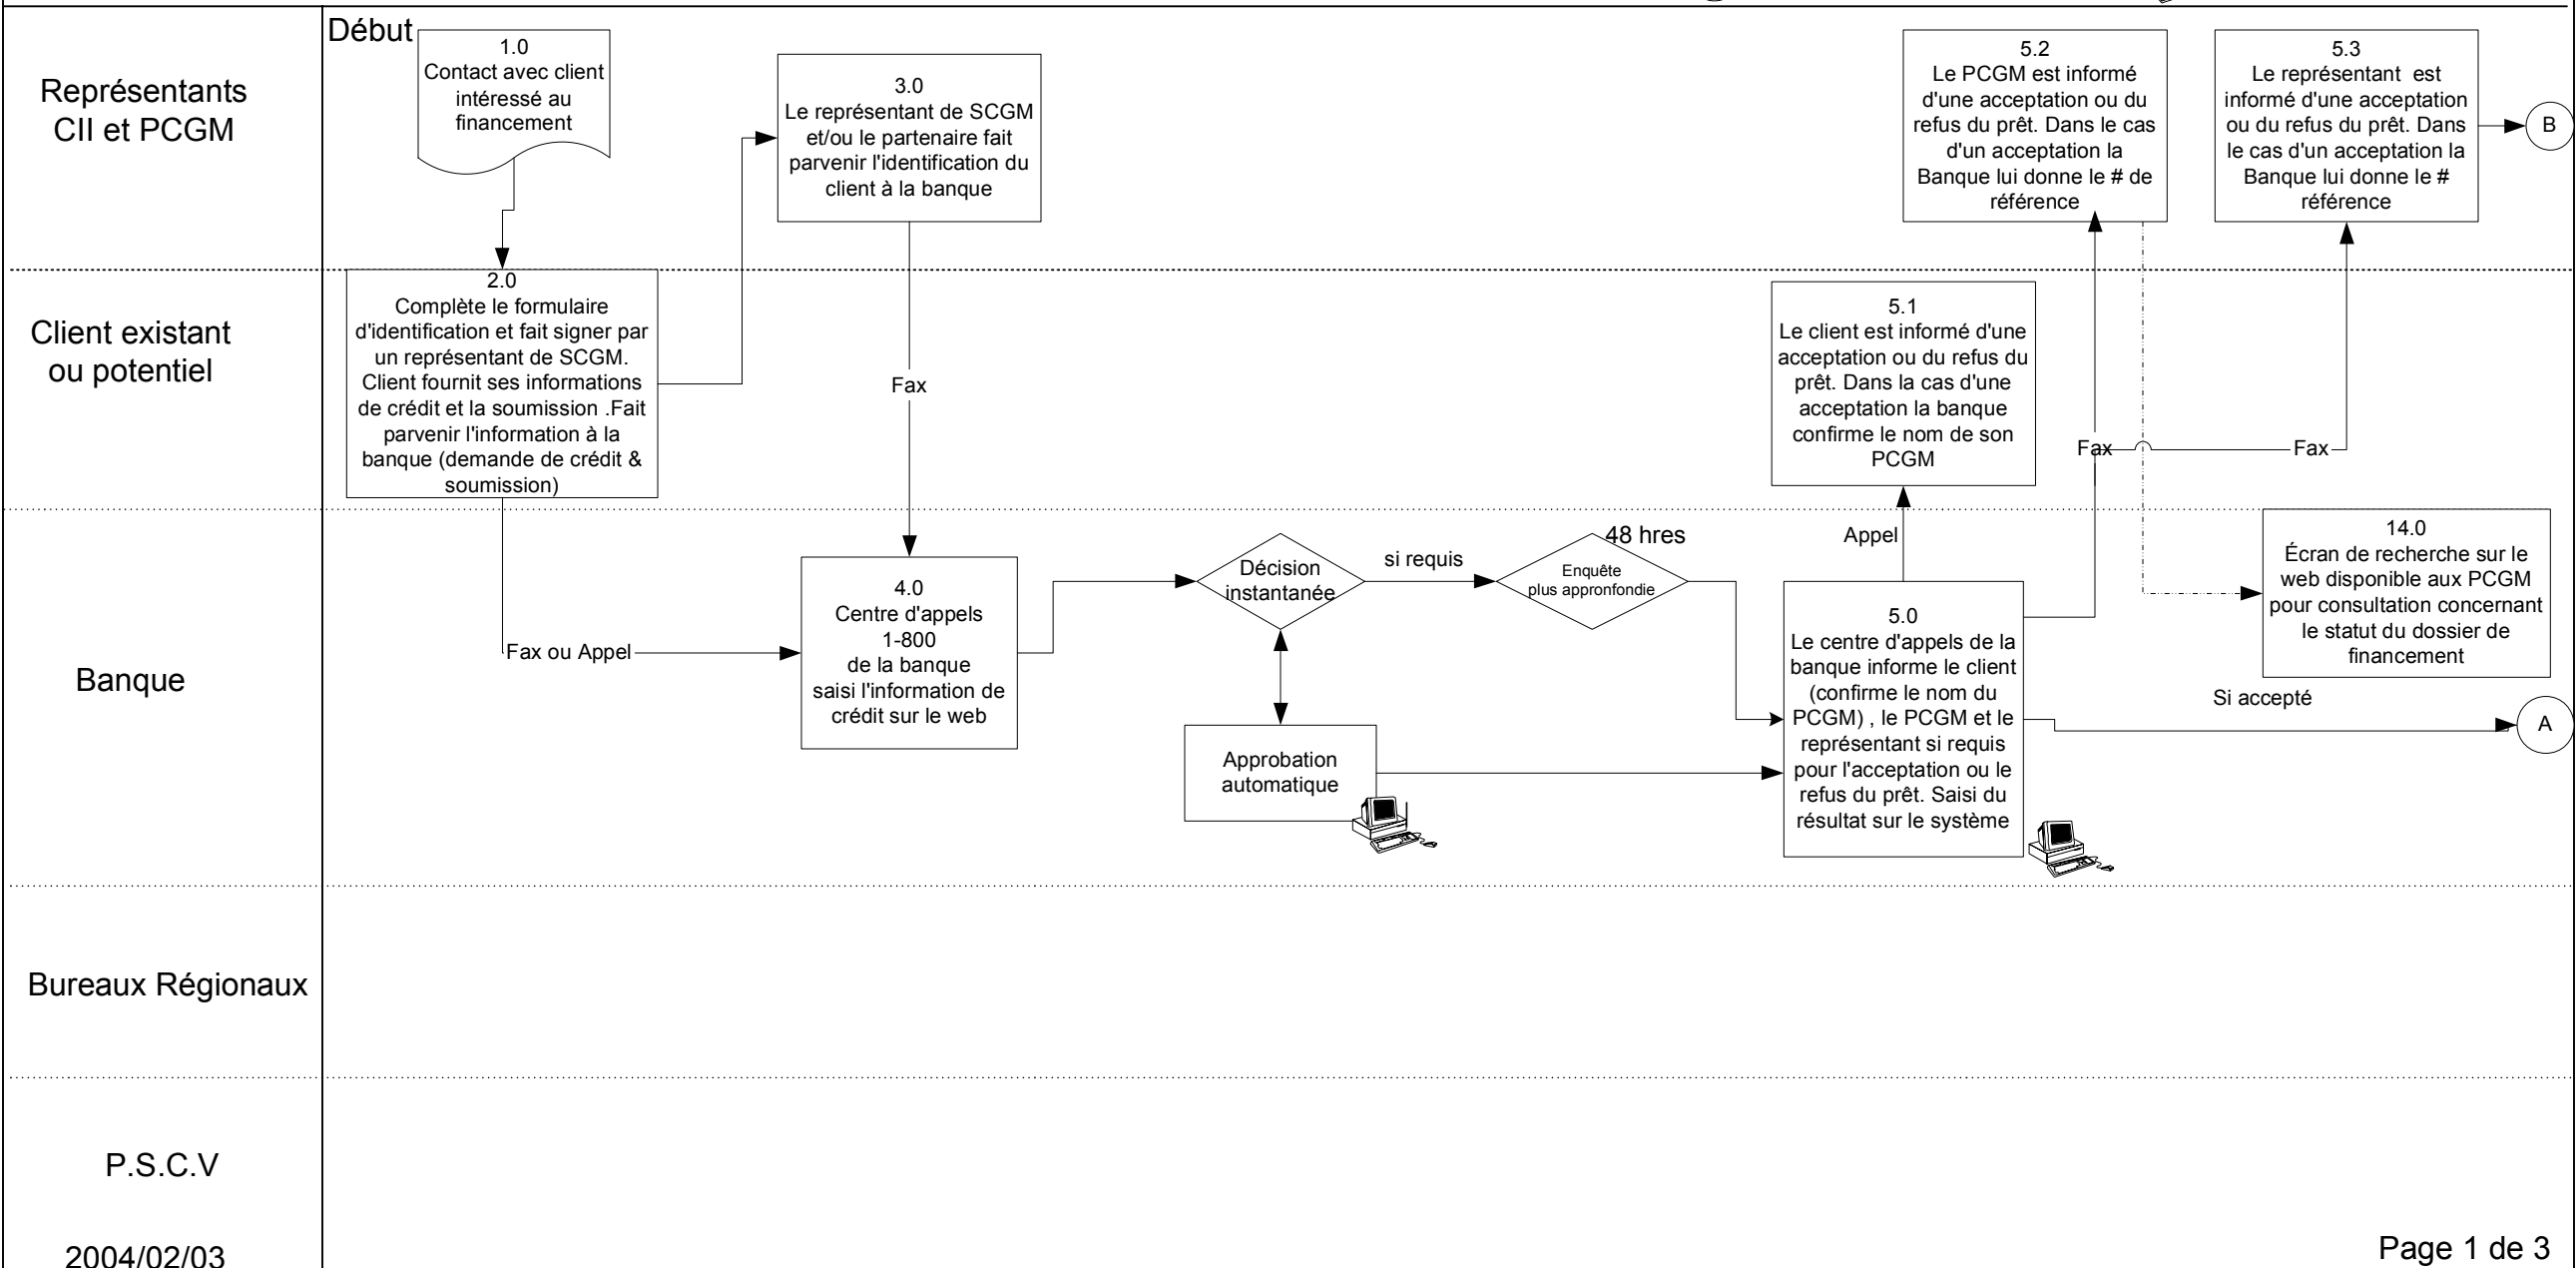 Représentants
CII et PCGM
Début
1.0
Contact avec client
intéressé au
financement
3.0
Le représentant de SCGM
et/ou le partenaire fait
parvenir l'identification du
client à la banque
5.2
Le PCGM est informé
d'une acceptation ou du
refus du prêt. Dans le cas
d'un acceptation la
Banque lui donne le # de
référence
5.3
Le représentant est
informé d'une acceptation
ou du refus du prêt. Dans
le cas d'un acceptation la
Banque lui donne le #
référence
B
Client existant
ou potentiel
2.0
Complète le formulaire
d'identification et fait signer par
un représentant de SCGM.
Client fournit ses informations
de crédit et la soumission .Fait
parvenir l'information à la
banque (demande de crédit &
soumission)
Fax
5.1
Le client est informé d'une
acceptation ou du refus du
prêt. Dans la cas d'une
acceptation la banque
confirme le nom de son
PCGM
Fax
Fax
Banque
Fax ou Appel
4.0
Centre d'appels
1-800
de la banque
saisi l'information de
crédit sur le web
Décision
instantanée
si requis
48 hres
Enquête
plus appronfondie
Approbation
automatique
Appel
5.0
Le centre d'appels de la
banque informe le client
(confirme le nom du
PCGM) , le PCGM et le
représentant si requis
pour l'acceptation ou le
refus du prêt. Saisi du
résultat sur le système
14.0
Écran de recherche sur le
web disponible aux PCGM
pour consultation concernant
le statut du dossier de
financement
Si accepté
A
Bureaux Régionaux
P.S.C.V
2004/02/03
Page 1 de 3